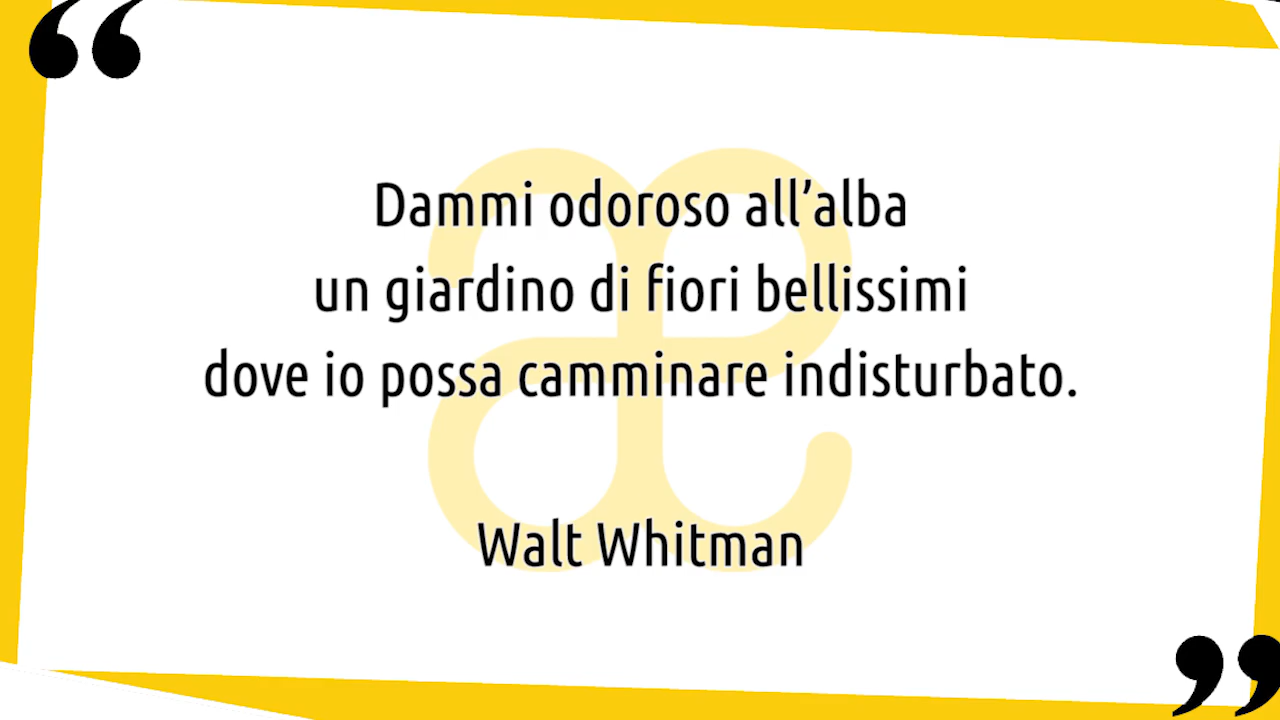 Dammi odoroso all’alba
un giardino di fiori bellissimi
dove io possa camminare indisturbato.
Walt Whitman